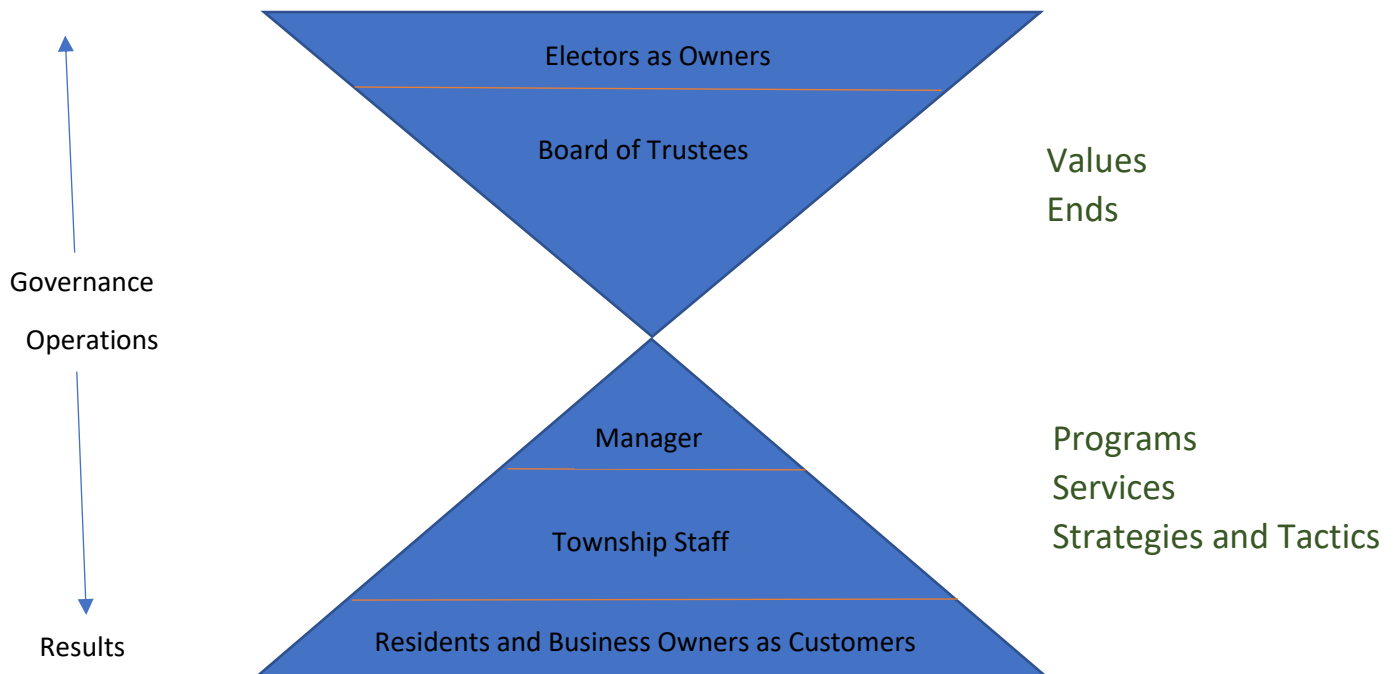 Electors as Owners
Board of Trustees
Values
Ends
Governance
Operations
Manager
Programs
Services
Township Staff
Strategies and Tactics
Results
Residents and Business Owners as Customers